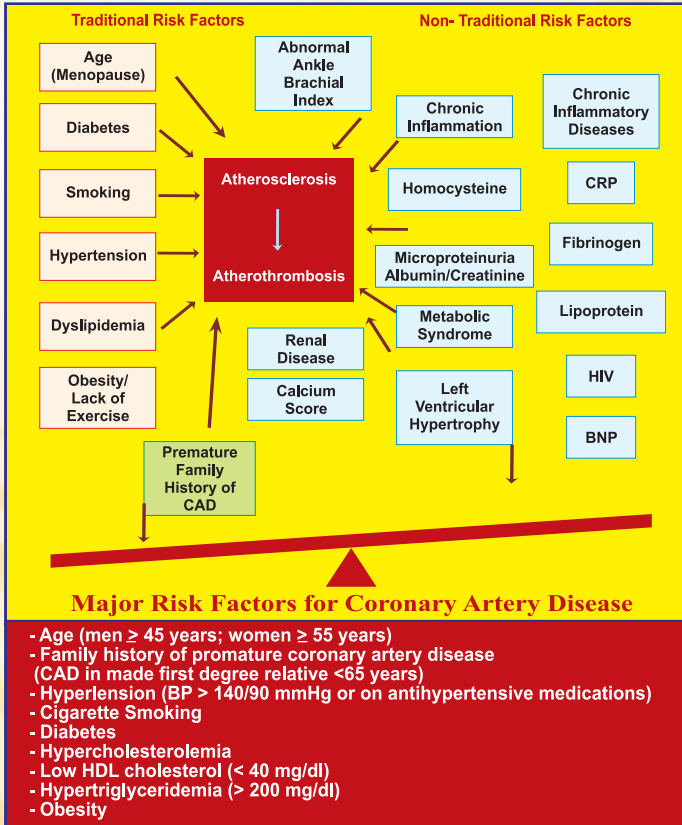 Traditional Risk Factors
Non- Traditional Risk Factors
Age
(Menopause)
Diabetes
Smoking
Hypertension
Dyslipidemia
Obesity/
Lack of
Exercise
Premature
Family
History of
CAD
Abnormal
Ankle
Brachial
Index
Atherosclerosis
Atherothrombosis
Renal
Disease
Calcium
Score
Chronic
Inflammation
Homocysteine
Microproteinuria
Albumin/Creatinine
Metabolic
Syndrome
Left
Ventricular
Hypertrophy
Chronic
Inflammatory
Diseases
CRP
Fibrinogen
Lipoprotein
HIV
BNP
Major Risk Factors for Coronary Artery Disease
- Age (men ≥ 45 years; women ≥ 55 years)
- Family history of promature coronary artery disease
(CAD in made first degree relative <65 years)
- Hyperlension (BP > 140/90 mmHg or on antihypertensive medications)
- Cigarette Smoking
- Diabetes
- Hypercholesterolemia
- Low HDL cholesterol (< 40 mg/dl)
- Hypertriglyceridemia (> 200 mg/dl)
- Obesity